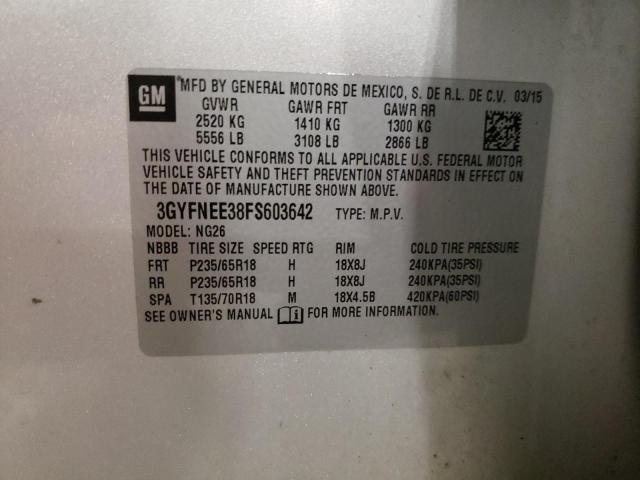 GM
*MFD BY GENERAL MOTORS DE MEXICO, S. DE R.L. DE C.V. 03/15
GVWR GAWR FRT GAWR RR
2520 KG 1410 KG 1300 KG
5556 LB 3108 LB 2866 LB
THIS VEHICLE CONFORMS TO ALL APPLICABLE U.S. FEDERAL MOTOR
VEHICLE SAFETY AND THEFT PREVENTION STANDARDS IN EFFECT ON
THE DATE OF MANUFACTURE SHOWN ABOVE.
3GYFNEE38FS603642 TYPE: M.P.V.
MODEL: NG26
NBBB TIRE SIZE SPEED RTG RIM COLD TIRE PRESSURE
FRT P235/65R18 H 18X8J 240KPA(35PSI)
RR P235/65R18 H 18X8J 240KPA(35PSI)
SPA T135/70R18 M 18X4.5B 420KPA(60PSI)
SEE OWNER'S MANUAL FOR MORE INFORMATION.